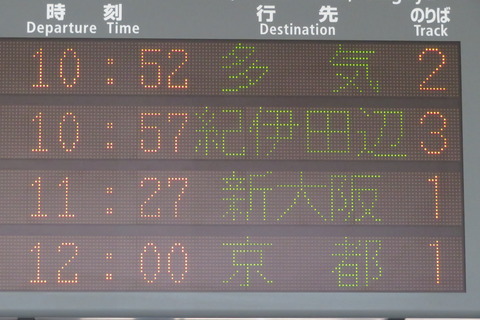 時刻 行先 のりば
Departure Time Destination Track
10:52 多気 2
10:57 紀伊田辺 3
11:27 新大阪 1
12:00 京都 1